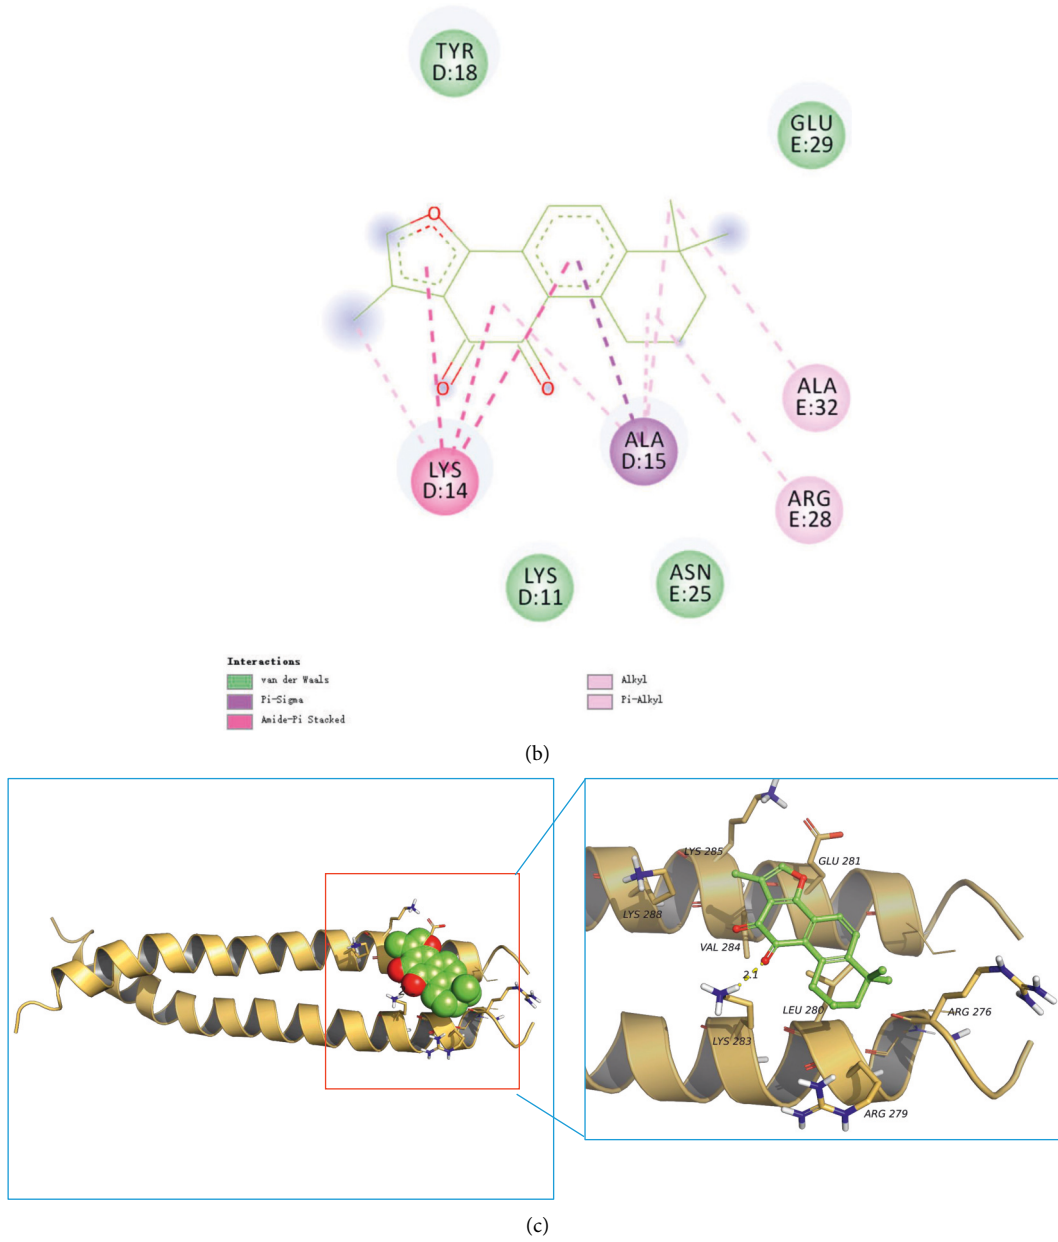 TYR
D:18
GLU
E:29
O
O
O
ALA
E:32
ALA
D:15
LYS
D:14
ARG
E:28
LYS
D:11
ASN
E:25
Interactions
van der Waals
Pi-Sigma
Amide-Pi Stacked
Alkyl
Pi-Alkyl
(b)
LYS 285
GLU 281
LYS 288
VAL 284
2.1
LEU 280
ARG 276
LYS 283
ARG 279
(c)